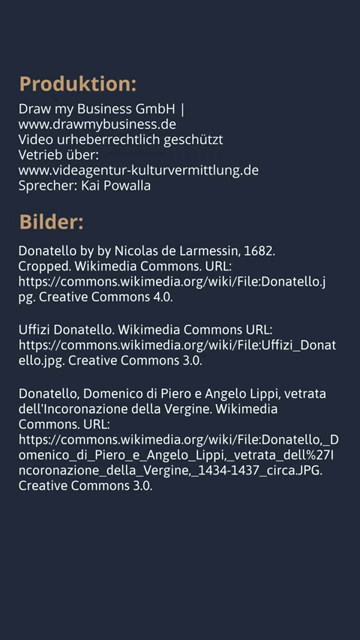 Produktion:
Draw my Business GmbH |
www.drawmybusiness.de
Video urheberrechtlich geschützt
Vetrieb über:
www.videagentur-kulturvermittlung.de
Sprecher: Kai Powalla
Bilder:
Donatello by by Nicolas de Larmessin, 1682.
Cropped. Wikimedia Commons. URL:
https://commons.wikimedia.org/wiki/File:Donatello.j
pg. Creative Commons 4.0.
Uffizi Donatello. Wikimedia Commons URL:
https://commons.wikimedia.org/wiki/File:Uffizi_Donat
ello.jpg. Creative Commons 3.0.
Donatello, Domenico di Piero e Angelo Lippi, vetrata
dell'Incoronazione della Vergine. Wikimedia
Commons. URL:
https://commons.wikimedia.org/wiki/File:Donatello,_D
omenico_di_Piero_e_Angelo_Lippi,_vetrata_dell%27I
ncoronazione_della_Vergine,_1434-1437_circa.JPG.
Creative Commons 3.0.